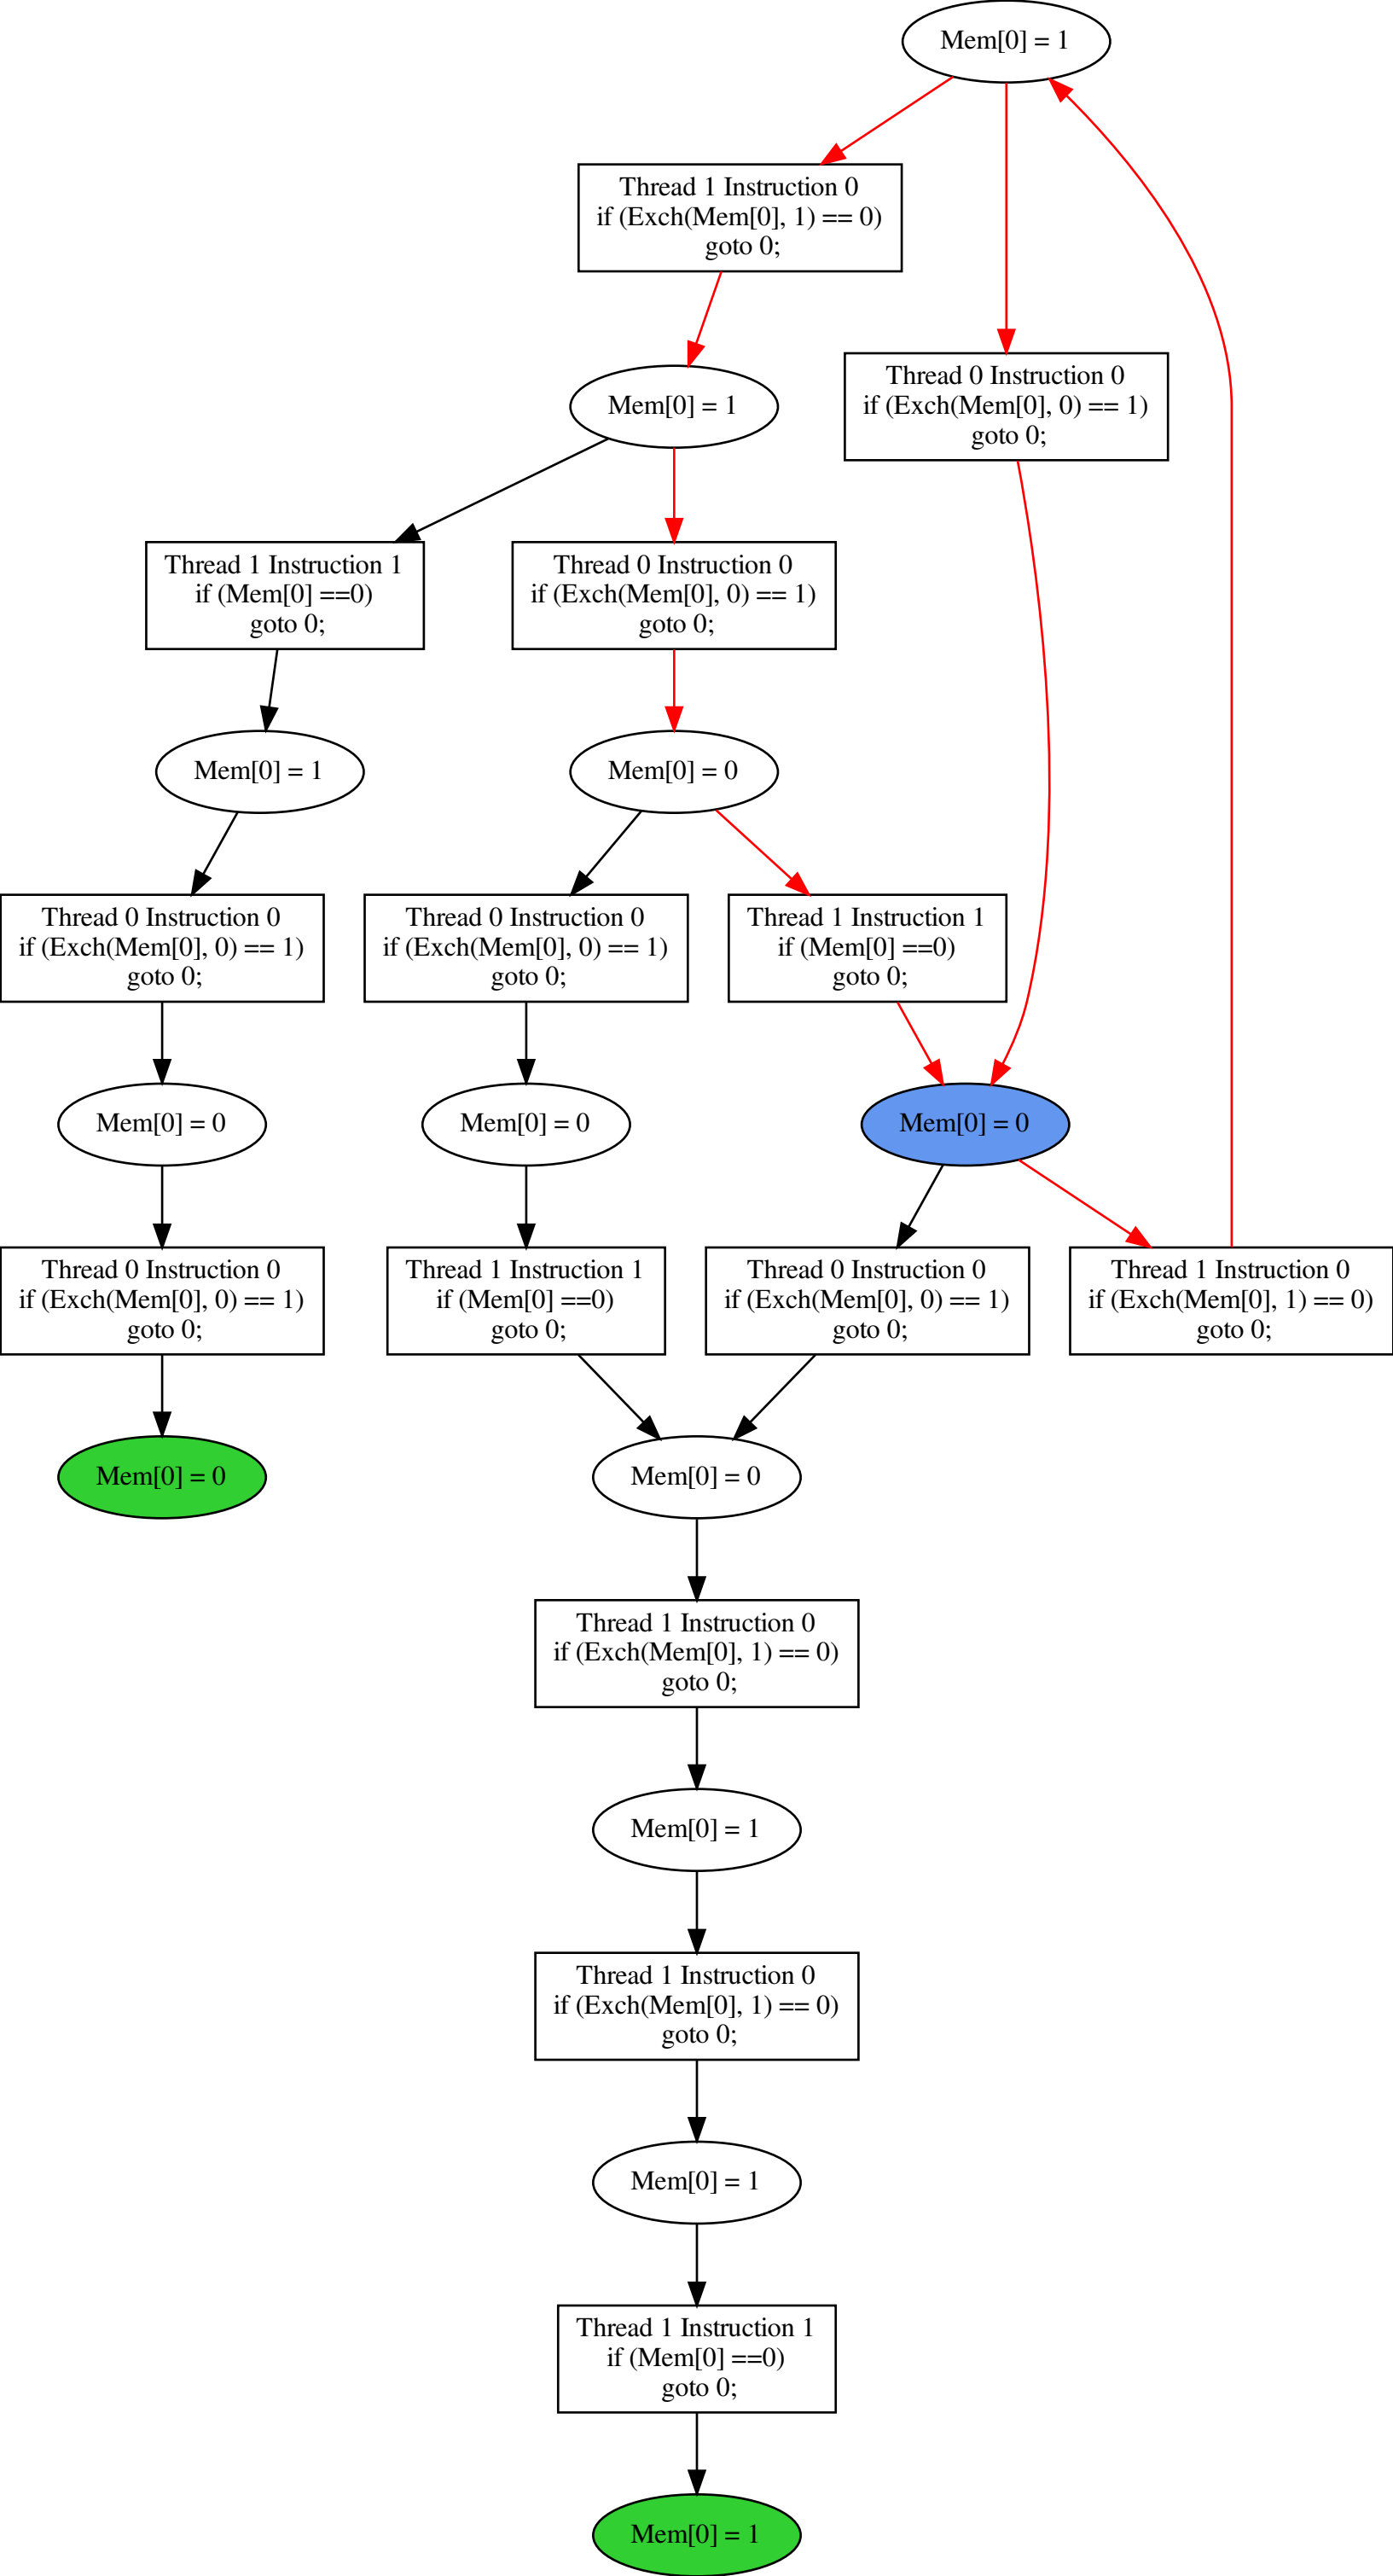 Mem[0] = 1
Thread 1 Instruction 0
if (Exch(Mem[0], 1) == 0)
goto 0;
Mem[0] = 1
Thread 0 Instruction 0
if (Exch(Mem[0], 0) == 1)
goto 0;
Thread 1 Instruction 1
if (Mem[0] ==0)
goto 0;
Thread 0 Instruction 0
if (Exch(Mem[0], 0) == 1)
goto 0;
Mem[0] = 1
Mem[0] = 0
Thread 0 Instruction 0
if (Exch(Mem[0], 0) == 1)
goto 0;
Thread 0 Instruction 0
if (Exch(Mem[0], 0) == 1)
goto 0;
Thread 1 Instruction 1
if (Mem[0] ==0)
goto 0;
Mem[0] = 0
Mem[0] = 0
Mem[0] = 0
Thread 0 Instruction 0
if (Exch(Mem[0], 0) == 1)
goto 0;
Thread 1 Instruction 1
if (Mem[0] ==0)
goto 0;
Thread 0 Instruction 0
if (Exch(Mem[0], 0) == 1)
goto 0;
Thread 1 Instruction 0
if (Exch(Mem[0], 1) == 0)
goto 0;
Mem[0] = 0
Mem[0] = 0
Thread 1 Instruction 0
if (Exch(Mem[0], 1) == 0)
goto 0;
Mem[0] = 1
Thread 1 Instruction 0
if (Exch(Mem[0], 1) == 0)
goto 0;
Mem[0] = 1
Thread 1 Instruction 1
if (Mem[0] ==0)
goto 0;
Mem[0] = 1